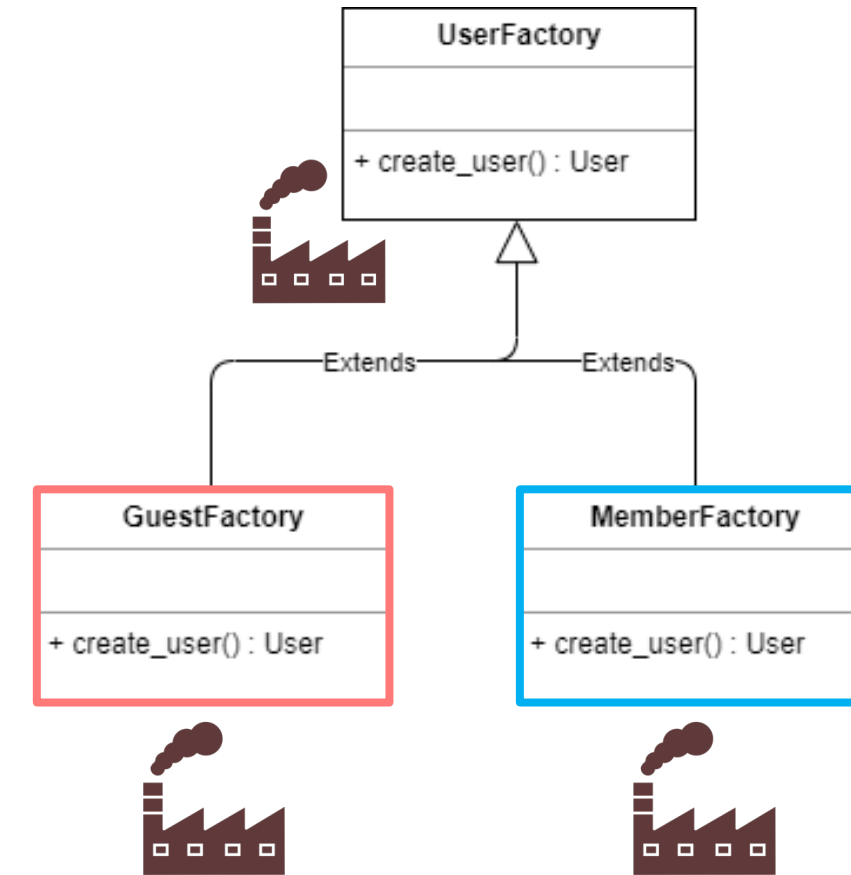 UserFactory
+ create_user() : User
Extends
Extends
GuestFactory
+ create_user() : User
MemberFactory
+ create_user() : User